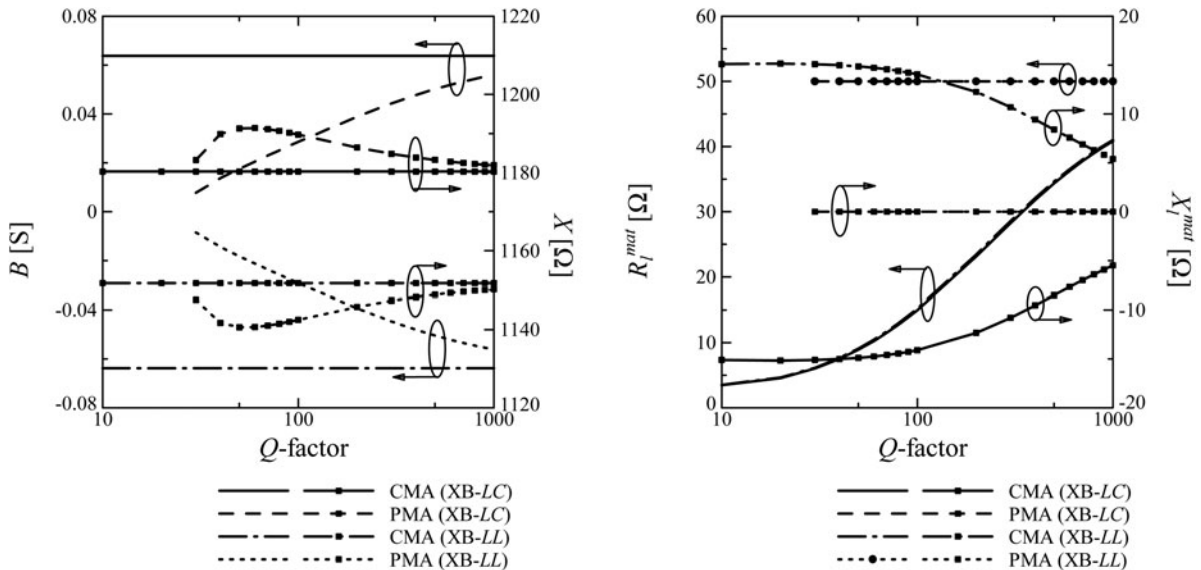 0.08
0.04
0
-0.04
-0.08
B [S]
1220
1200
1180
1160
1140
1120
X [Ω]
10
100
1000
Q-factor
CMA (XB-LC)
PMA (XB-LC)
CMA (XB-LL)
PMA (XB-LL)
60
50
40
30
20
10
0
R_l^mat [Ω]
20
10
0
-10
-20
X_l^mat [Ω]
10
100
1000
Q-factor
CMA (XB-LC)
PMA (XB-LC)
CMA (XB-LL)
PMA (XB-LL)